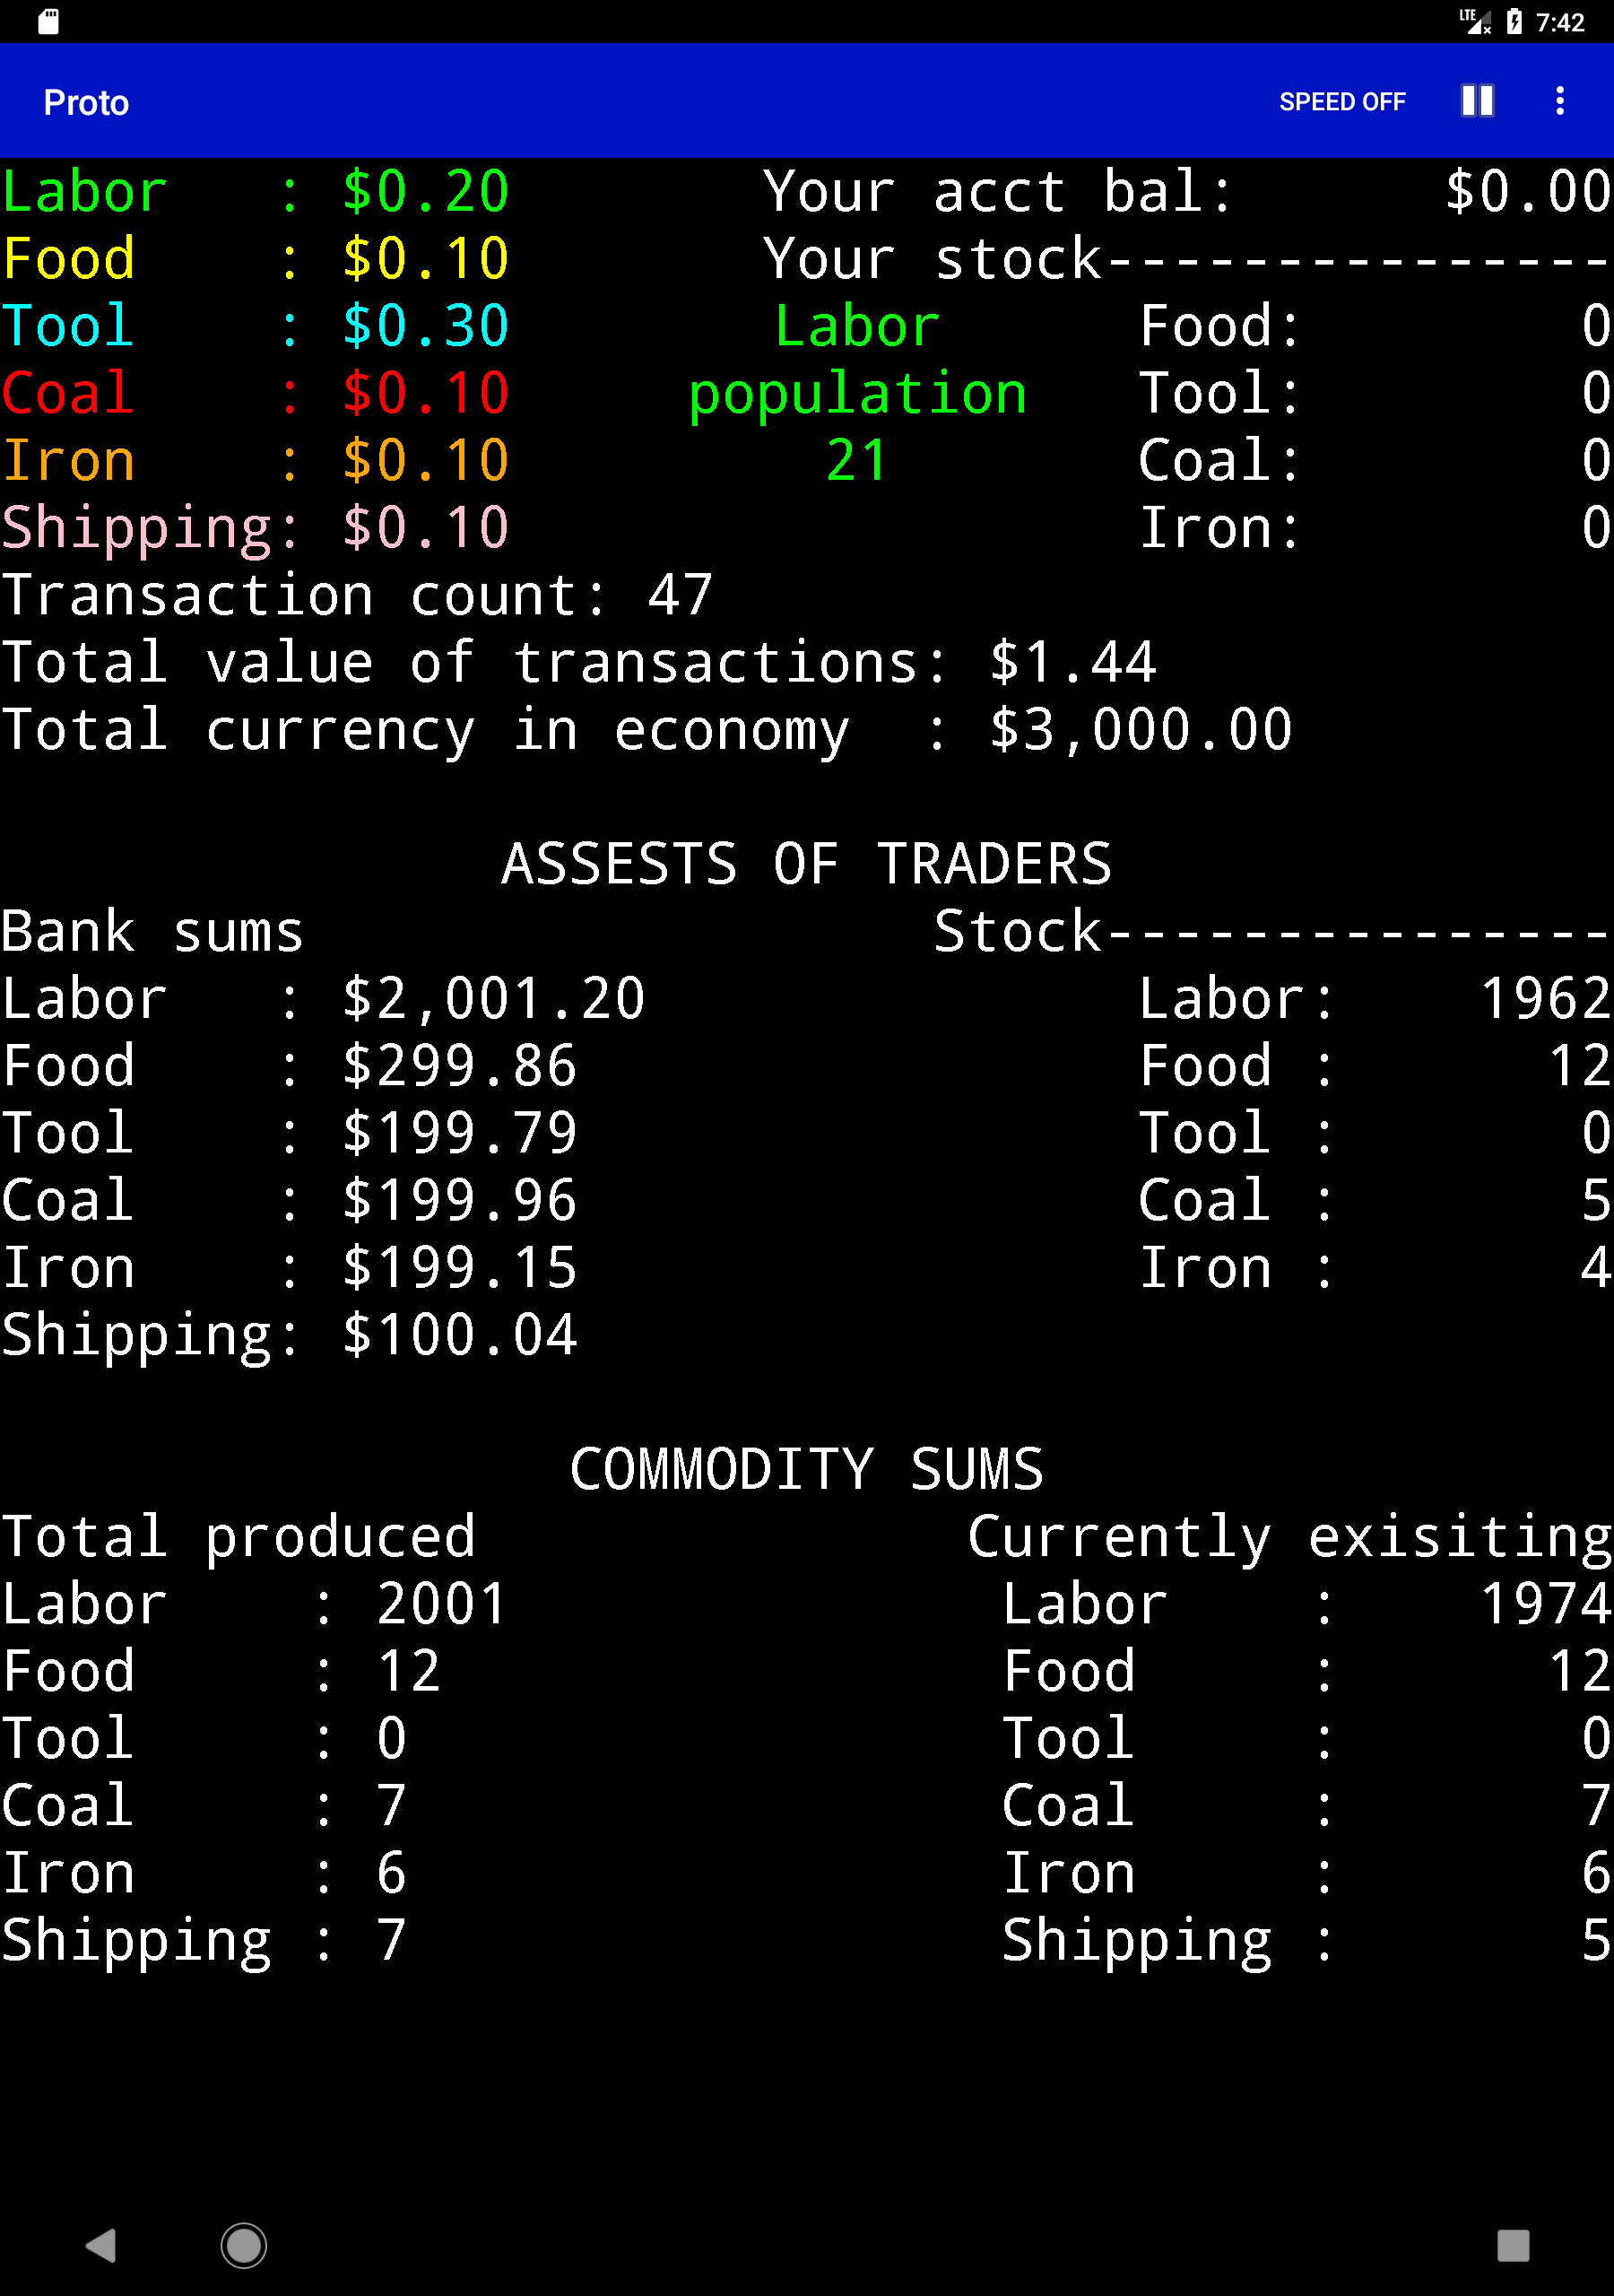 LTE 7:42
Proto SPEED OFF
Labor : $0.20 Your acct bal: $0.00
Food : $0.10 Your stock---------------
Tool : $0.30 Labor Food: 0
Coal : $0.10 population Tool: 0
Iron : $0.10 21 Coal: 0
Shipping: $0.10 Iron: 0
Transaction count: 47
Total value of transactions: $1.44
Total currency in economy : $3,000.00
ASSESTS OF TRADERS
Bank sums Stock---------------
Labor : $2,001.20 Labor: 1962
Food : $299.86 Food : 12
Tool : $199.79 Tool : 0
Coal : $199.96 Coal : 5
Iron : $199.15 Iron : 4
Shipping: $100.04
COMMODITY SUMS
Total produced Currently exisiting
Labor : 2001 Labor : 1974
Food : 12 Food : 12
Tool : 0 Tool : 0
Coal : 7 Coal : 7
Iron : 6 Iron : 6
Shipping : 7 Shipping : 5